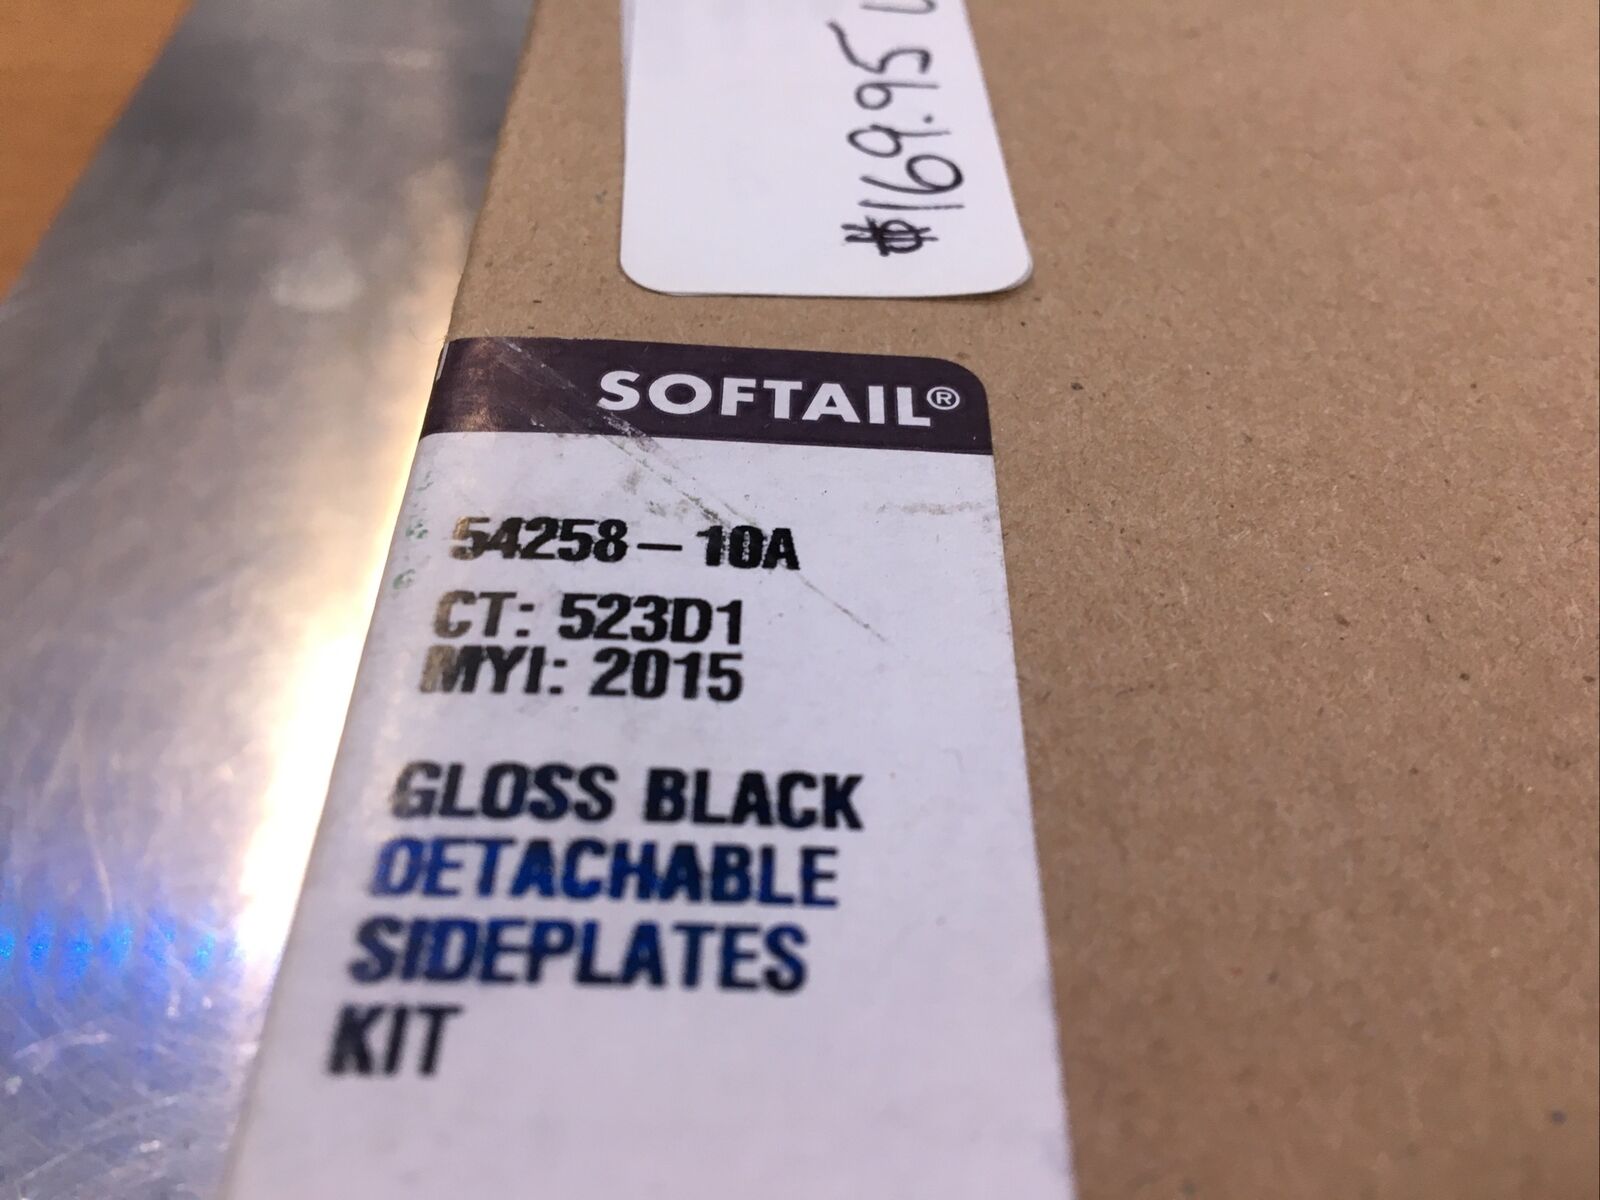 $169.95
SOFTAIL®
54258-10A
CT: 523D1
MYI: 2015
GLOSS BLACK
DETACHABLE
SIDEPLATES
KIT